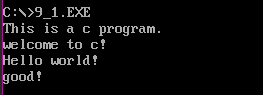 C:\>9_1.EXE
This is a c program.
welcome to c!
Hello world!
good!